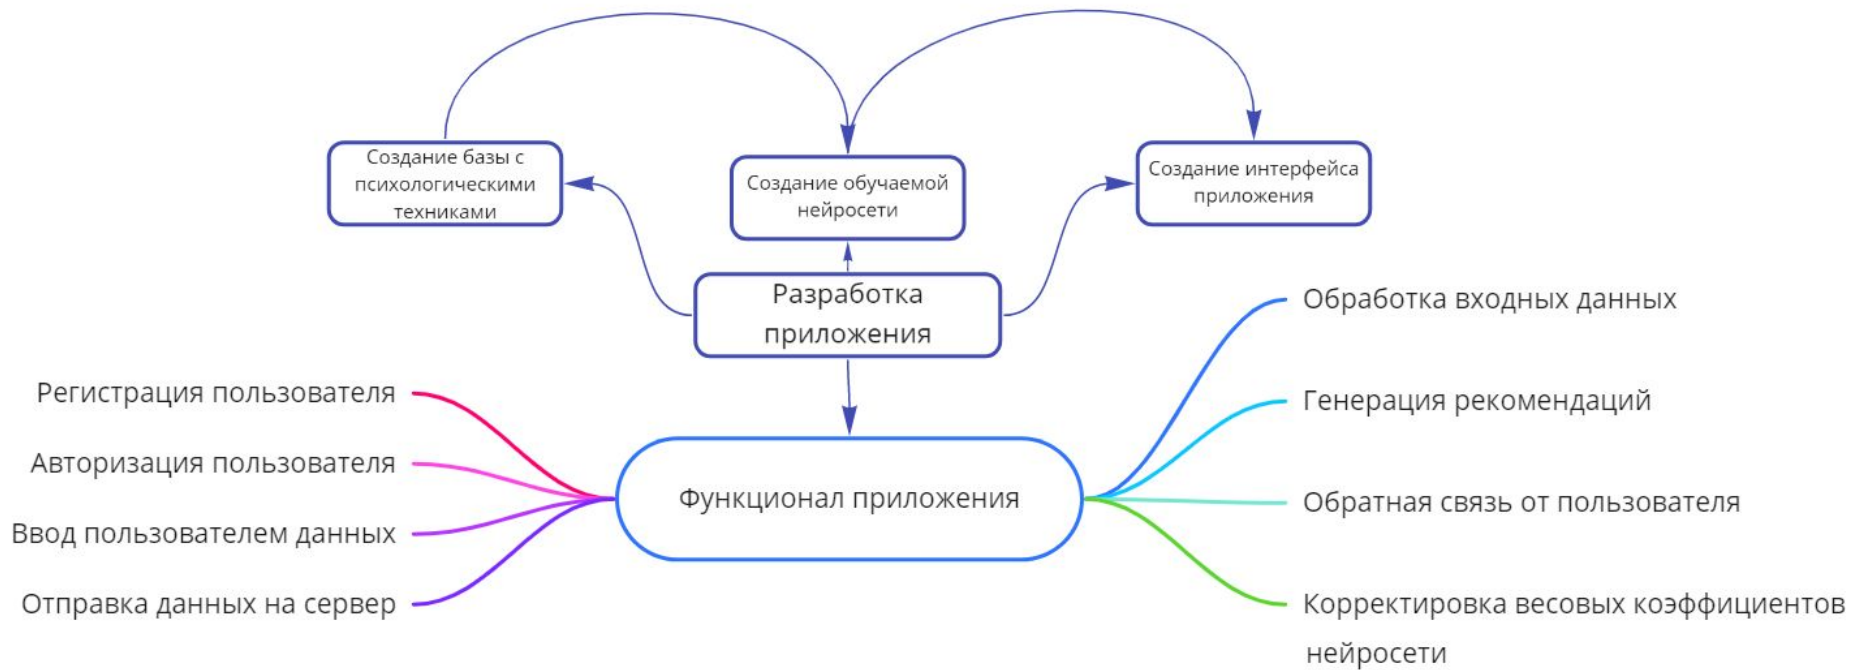 Создание базы с
психологическими
техниками
Создание обучаемой
нейросети
Создание интерфейса
приложения
Разработка
приложения
Регистрация пользователя
Авторизация пользователя
Ввод пользователем данных
Отправка данных на сервер
Функционал приложения
Обработка входных данных
Генерация рекомендаций
Обратная связь от пользователя
Корректировка весовых коэффициентов
нейросети